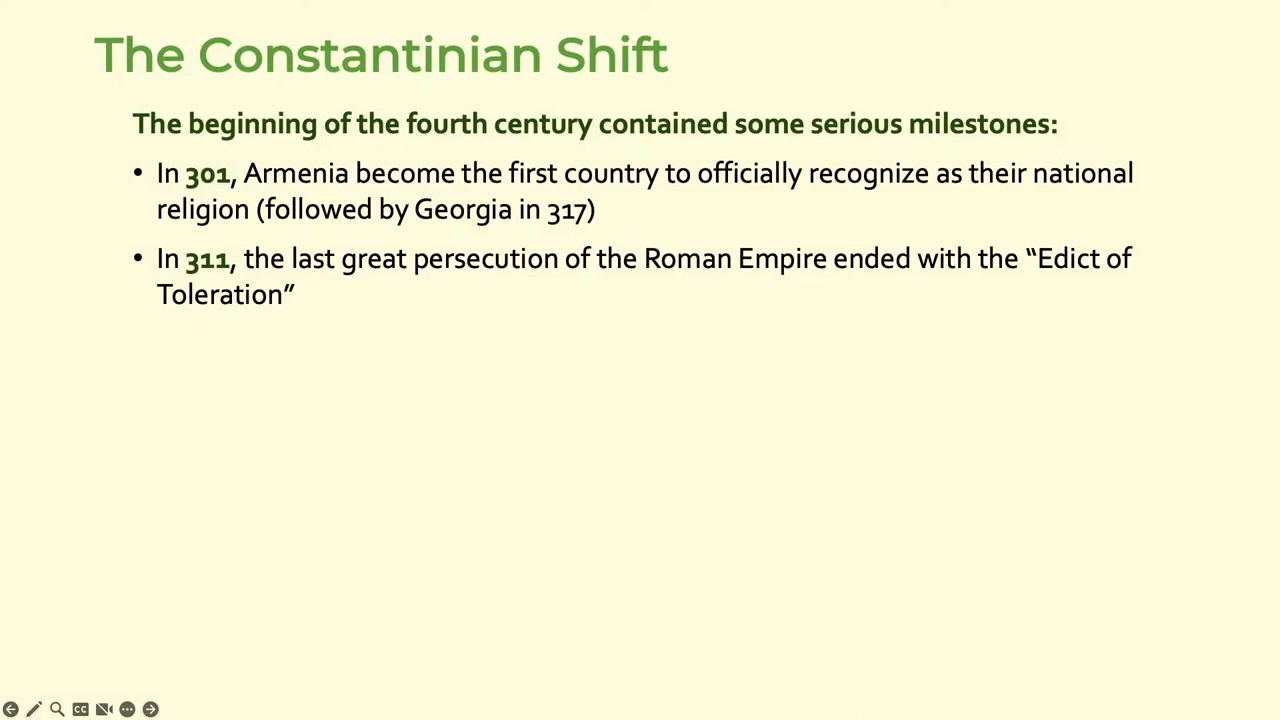 The Constantinian Shift
The beginning of the fourth century contained some serious milestones:
• In 301, Armenia become the first country to officially recognize as their national
religion (followed by Georgia in 317)
• In 311, the last great persecution of the Roman Empire ended with the “Edict of
Toleration”
CC